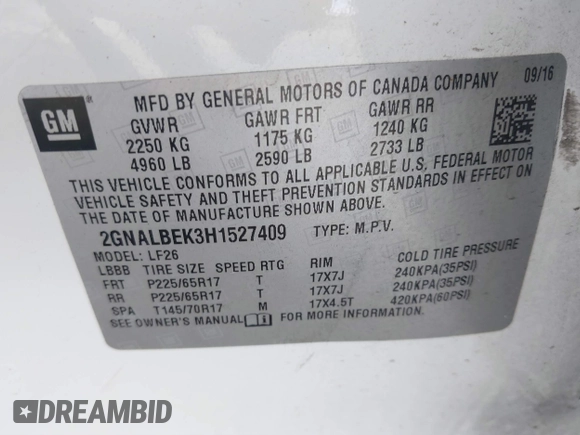 GM
MFD BY GENERAL MOTORS OF CANADA COMPANY 09/16
GVWR GAWR FRT GAWR RR
2250 KG 1175 KG 1240 KG
4960 LB 2590 LB 2733 LB
THIS VEHICLE CONFORMS TO ALL APPLICABLE U.S. FEDERAL MOTOR
VEHICLE SAFETY AND THEFT PREVENTION STANDARDS IN EFFECT ON
THE DATE OF MANUFACTURE SHOWN ABOVE.
2GNALBEK3H1527409 TYPE: M.P.V.
MODEL: LF26
LBBB TIRE SIZE SPEED RTG RIM COLD TIRE PRESSURE
FRT P225/65R17 T 17X7J 240KPA(35PSI)
RR P225/65R17 T 17X7J 240KPA(35PSI)
SPA T145/70R17 M 17X4.5T 420KPA(60PSI)
SEE OWNER'S MANUAL FOR MORE INFORMATION.
DREAMBID